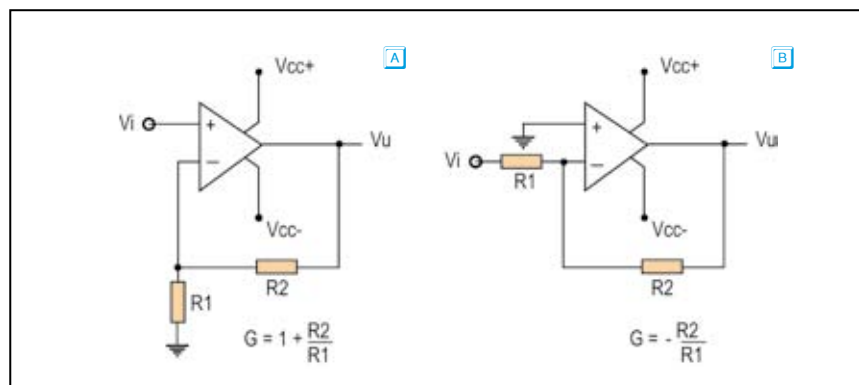 A
Vcc+
Vi
+
−
Vu
Vcc-
R2
R1
G = 1 + R2/R1
B
Vcc+
+
−
Vi
R1
Vu
Vcc-
R2
G = - R2/R1